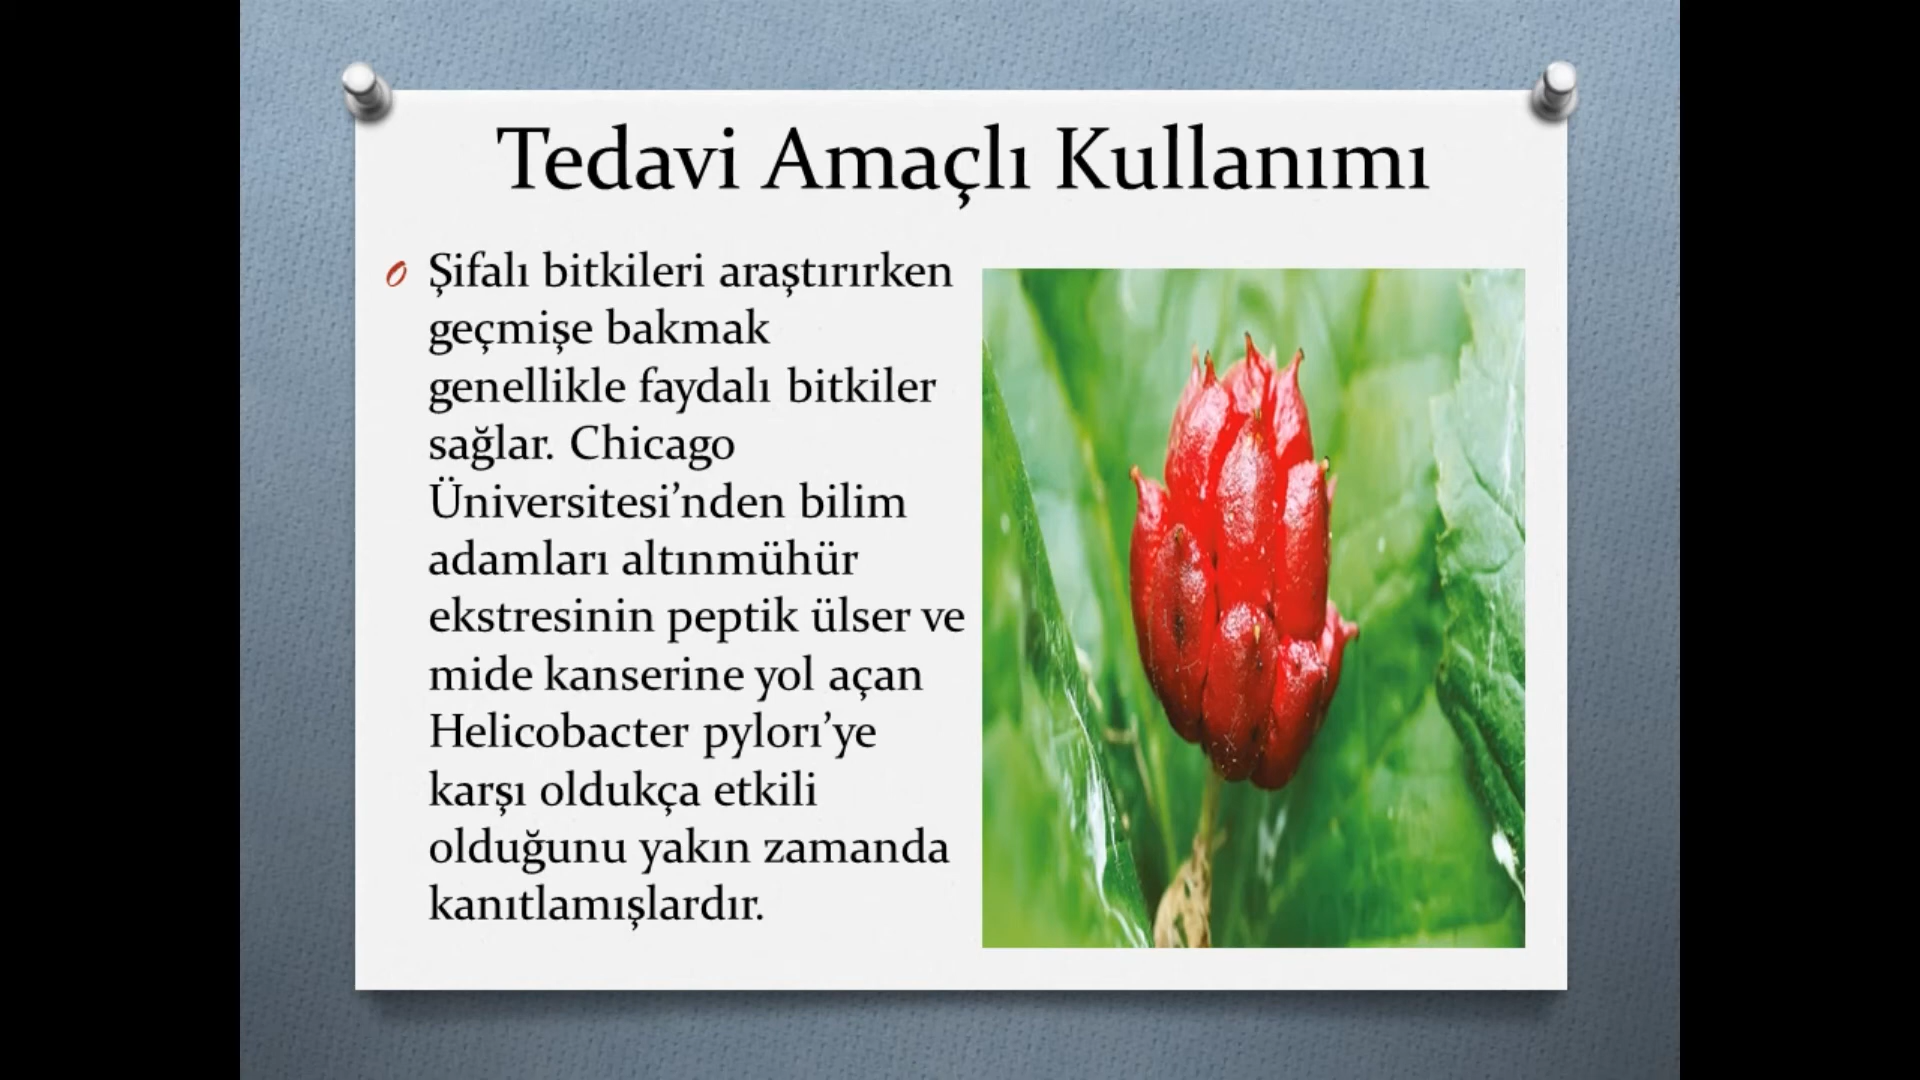 Tedavi Amaçlı Kullanımı
Şifalı bitkileri araştırırken
geçmişe bakmak
genellikle faydalı bitkiler
sağlar. Chicago
Üniversitesi’nden bilim
adamları altınmühür
ekstresinin peptik ülser ve
mide kanserine yol açan
Helicobacter pylorı’ye
karşı oldukça etkili
olduğunu yakın zamanda
kanıtlamışlardır.